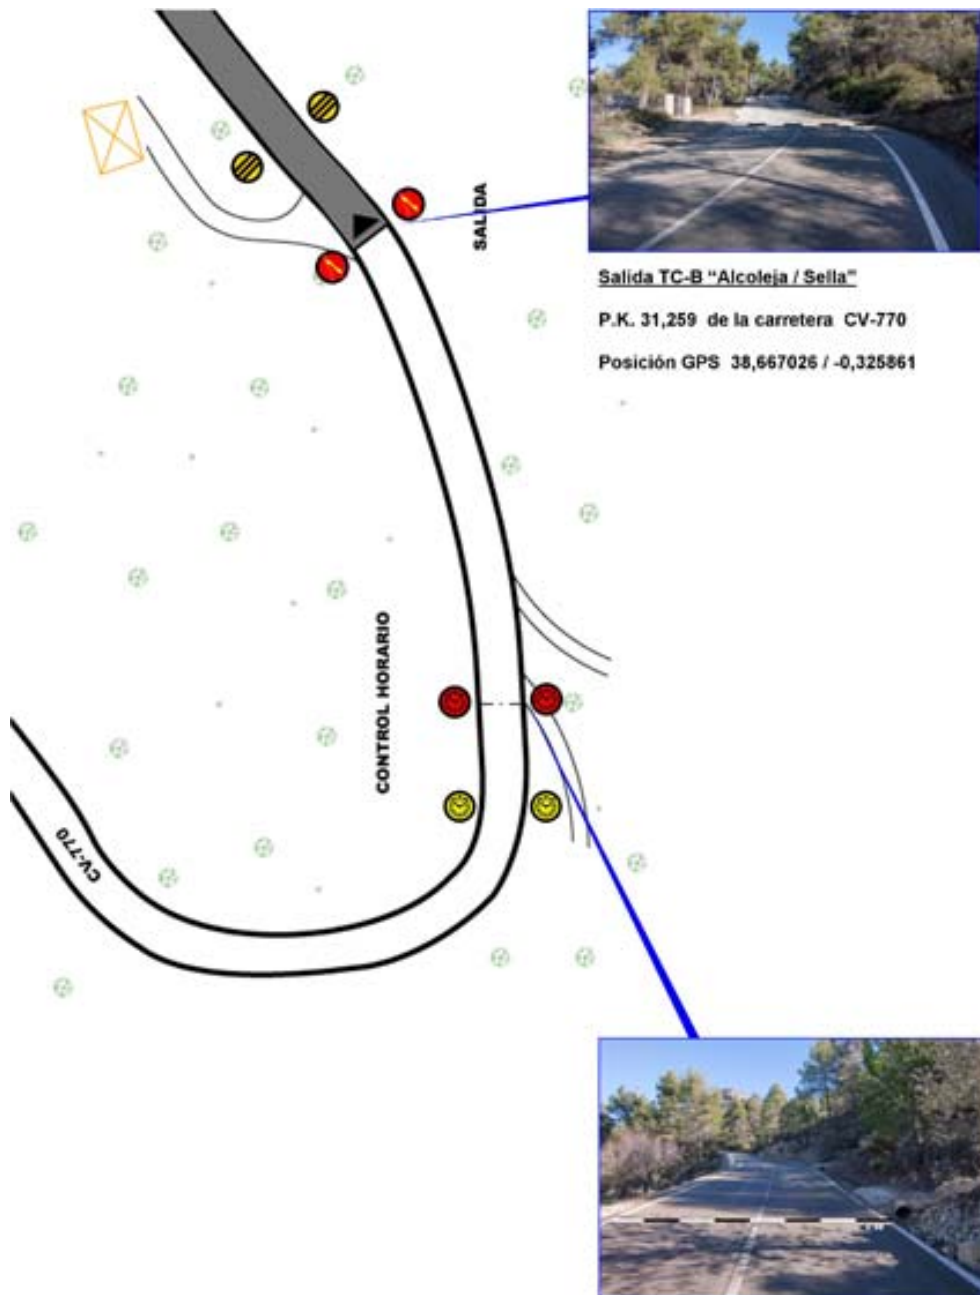 SALIDA
Salida TC-B “Alcoleja / Sella”
P.K. 31,259 de la carretera CV-770
Posición GPS 38,667026 / -0,325861
CONTROL HORARIO
CV-770